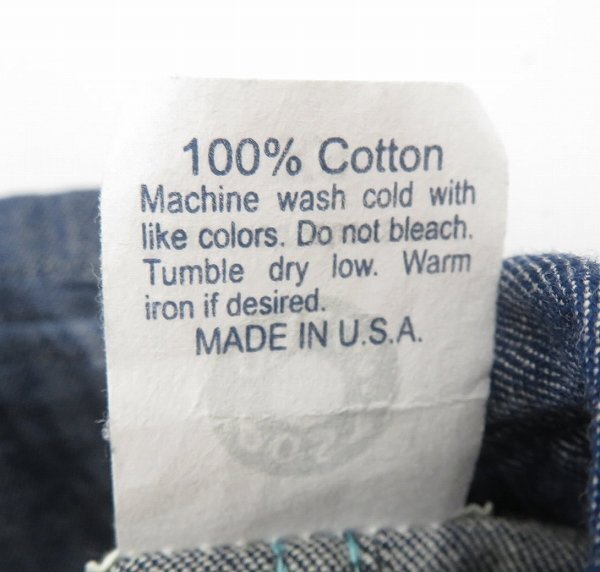 100% Cotton
Machine wash cold with
like colors. Do not bleach.
Tumble dry low. Warm
iron if desired.
MADE IN U.S.A.